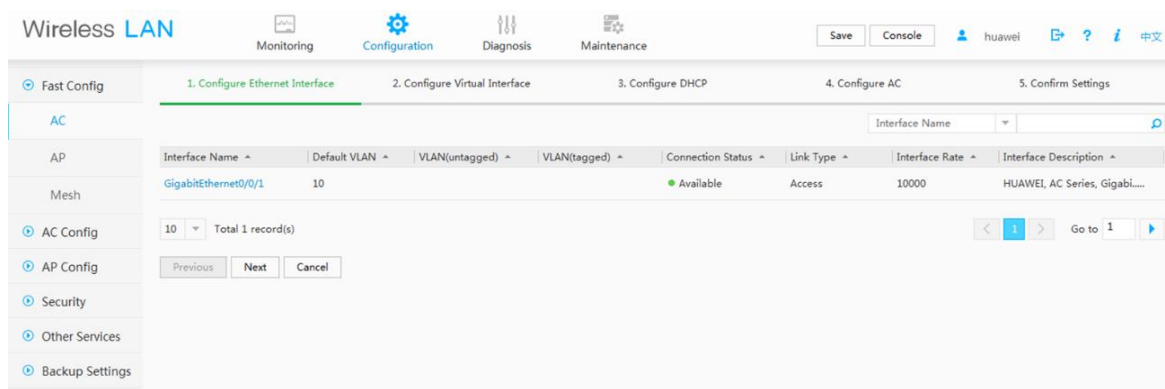 Wireless LAN
Monitoring
Configuration
Diagnosis
Maintenance
Save
Console
huawei
?
i
中文
Fast Config
AC
AP
Mesh
AC Config
AP Config
Security
Other Services
Backup Settings
1. Configure Ethernet Interface 2. Configure Virtual Interface 3. Configure DHCP 4. Configure AC 5. Confirm Settings
Interface Name
Interface Name Default VLAN VLAN(untagged) VLAN(tagged) Connection Status Link Type Interface Rate Interface Description
GigabitEthernet0/0/1 10 Available Access 10000 HUAWEI, AC Series, Gigabi.....
10 Total 1 record(s) < 1 > Go to 1
Previous Next Cancel